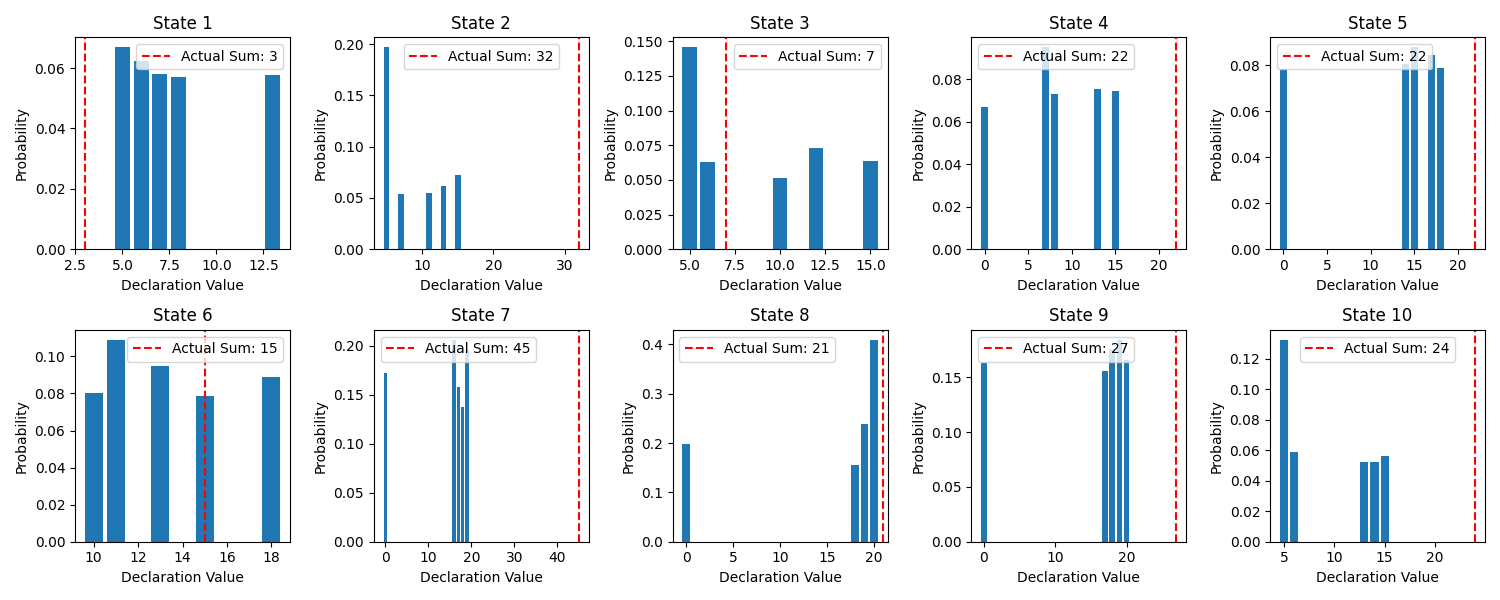 State 1
Probability
0.06
0.04
0.02
0.00
Actual Sum: 3
2.5 5.0 7.5 10.0 12.5
Declaration Value
State 2
Probability
0.20
0.15
0.10
0.05
0.00
Actual Sum: 32
10 20 30
Declaration Value
State 3
Probability
0.150
0.125
0.100
0.075
0.050
0.025
0.000
Actual Sum: 7
5.0 7.5 10.0 12.5 15.0
Declaration Value
State 4
Probability
0.08
0.06
0.04
0.02
0.00
Actual Sum: 22
0 5 10 15 20
Declaration Value
State 5
Probability
0.08
0.06
0.04
0.02
0.00
Actual Sum: 22
0 5 10 15 20
Declaration Value
State 6
Probability
0.10
0.08
0.06
0.04
0.02
0.00
Actual Sum: 15
10 12 14 16 18
Declaration Value
State 7
Probability
0.20
0.15
0.10
0.05
0.00
Actual Sum: 45
0 10 20 30 40
Declaration Value
State 8
Probability
0.4
0.3
0.2
0.1
0.0
Actual Sum: 21
0 5 10 15 20
Declaration Value
State 9
Probability
0.15
0.10
0.05
0.00
Actual Sum: 27
0 10 20
Declaration Value
State 10
Probability
0.12
0.10
0.08
0.06
0.04
0.02
0.00
Actual Sum: 24
5 10 15 20
Declaration Value